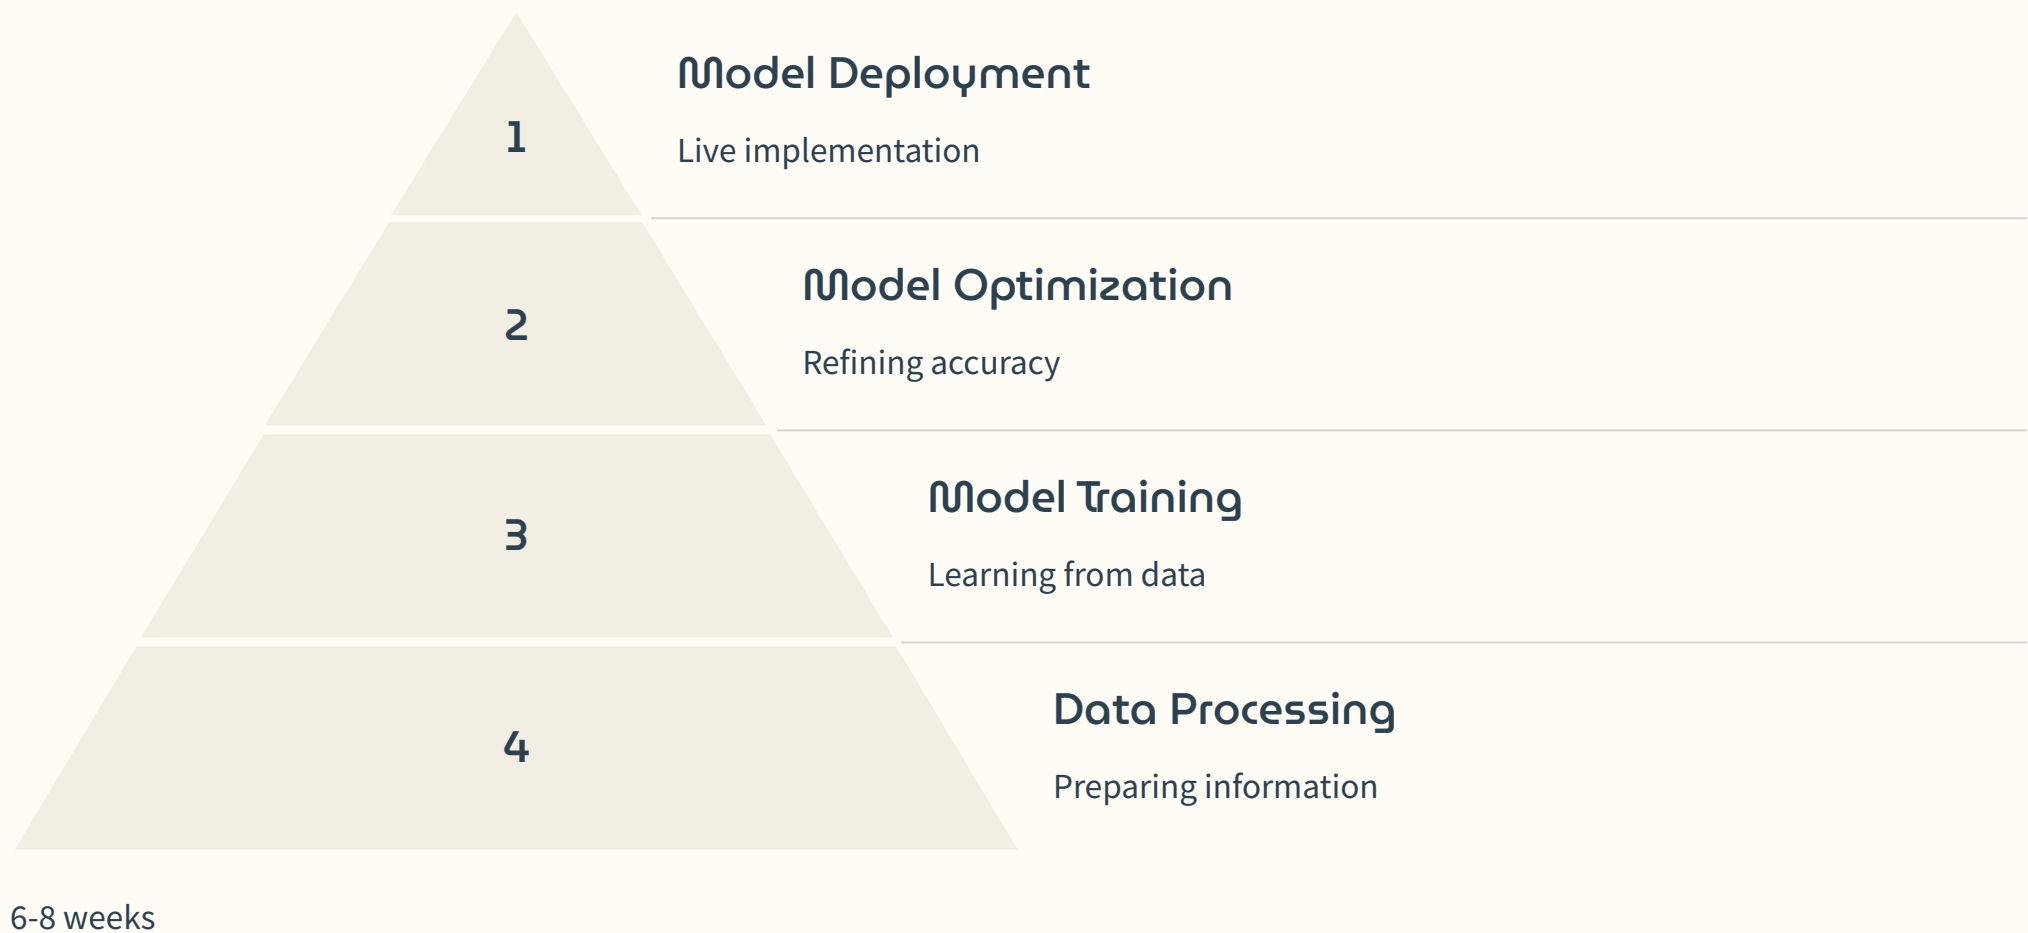 Model Deployment
1
Live implementation
Model Optimization
2
Refining accuracy
Model Training
3
Learning from data
Data Processing
4
Preparing information
6-8 weeks